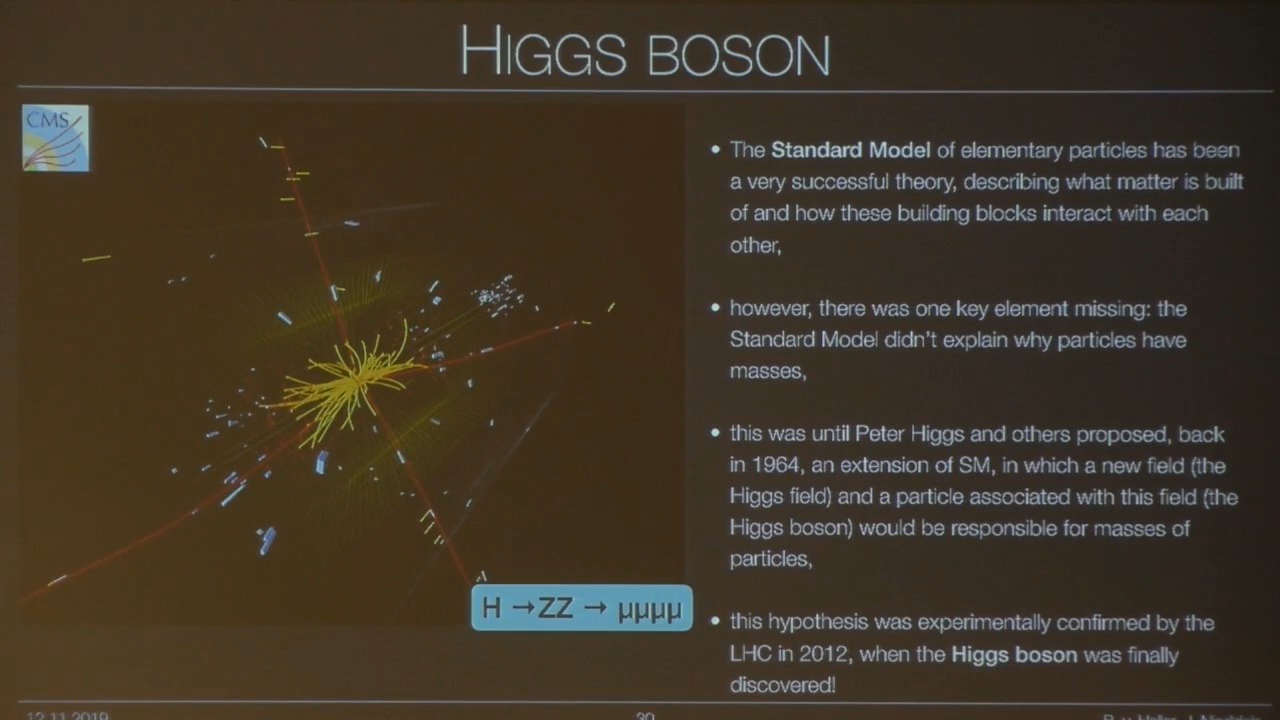 HIGGS BOSON
CMS
• The Standard Model of elementary particles has been
a very successful theory, describing what matter is built
of and how these building blocks interact with each
other,
• however, there was one key element missing: the
Standard Model didn't explain why particles have
masses,
• this was until Peter Higgs and others proposed, back
in 1964, an extension of SM, in which a new field (the
Higgs field) and a particle associated with this field (the
Higgs boson) would be responsible for masses of
particles,
H →ZZ → μμμμ
• this hypothesis was experimentally confirmed by the
LHC in 2012, when the Higgs boson was finally
discovered!
12.11.2019
30